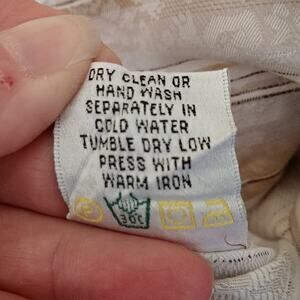 DRY CLEAN OR
HAND WASH
SEPARATELY IN
COLD WATER
TUMBLE DRY LOW
PRESS WITH
WARM IRON
30C